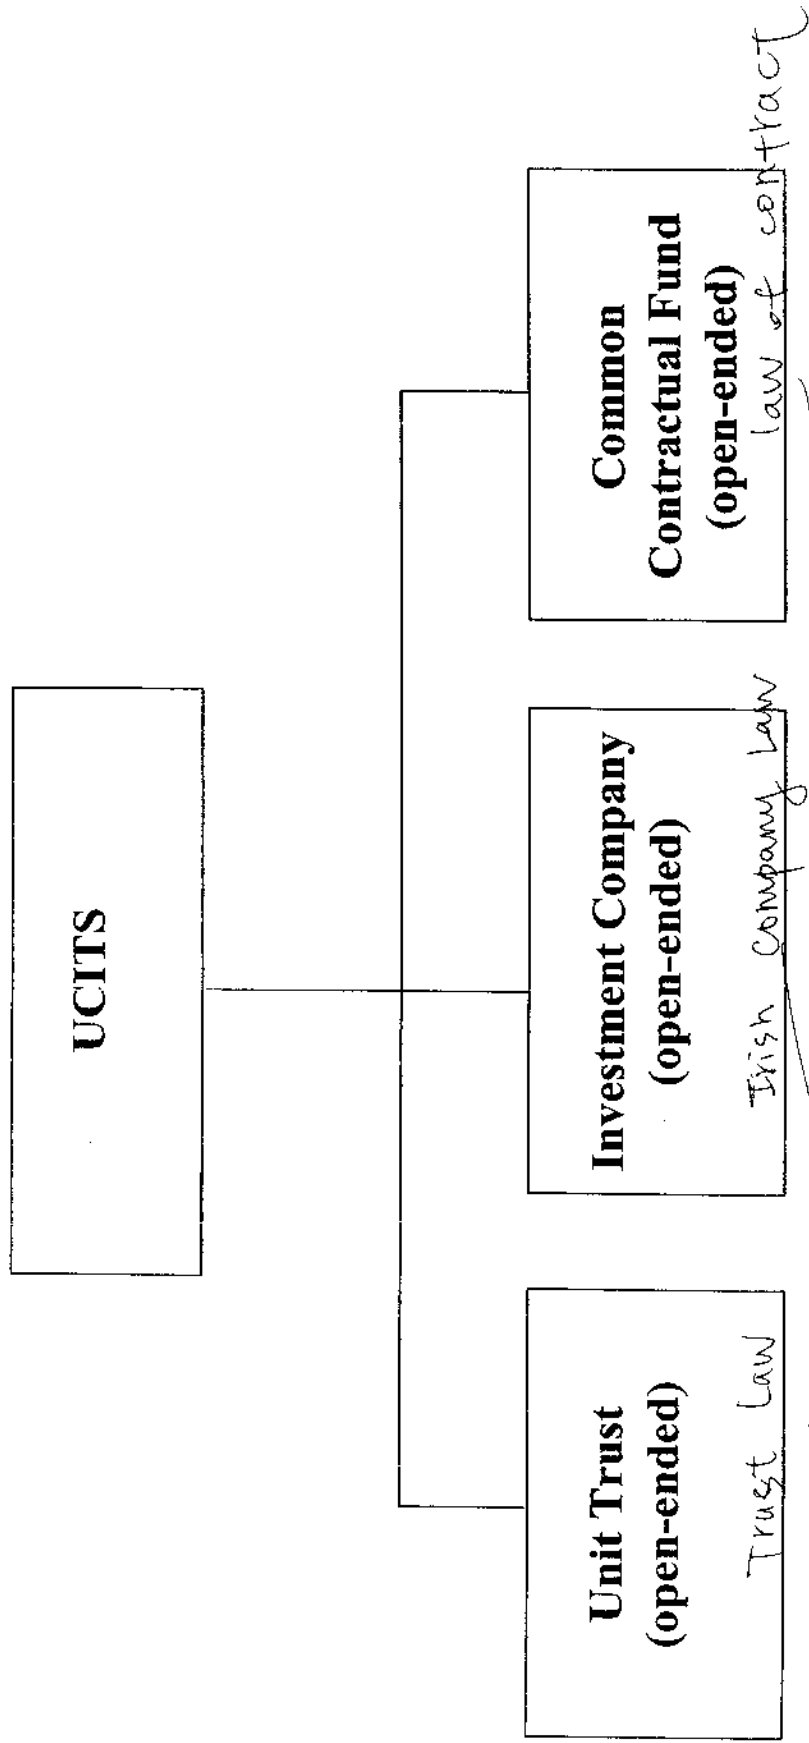 UCITS
Unit Trust
(open-ended)
Trust Law
Investment Company
(open-ended)
Irish Company Law
Common
Contractual Fund
(open-ended)
law of contract